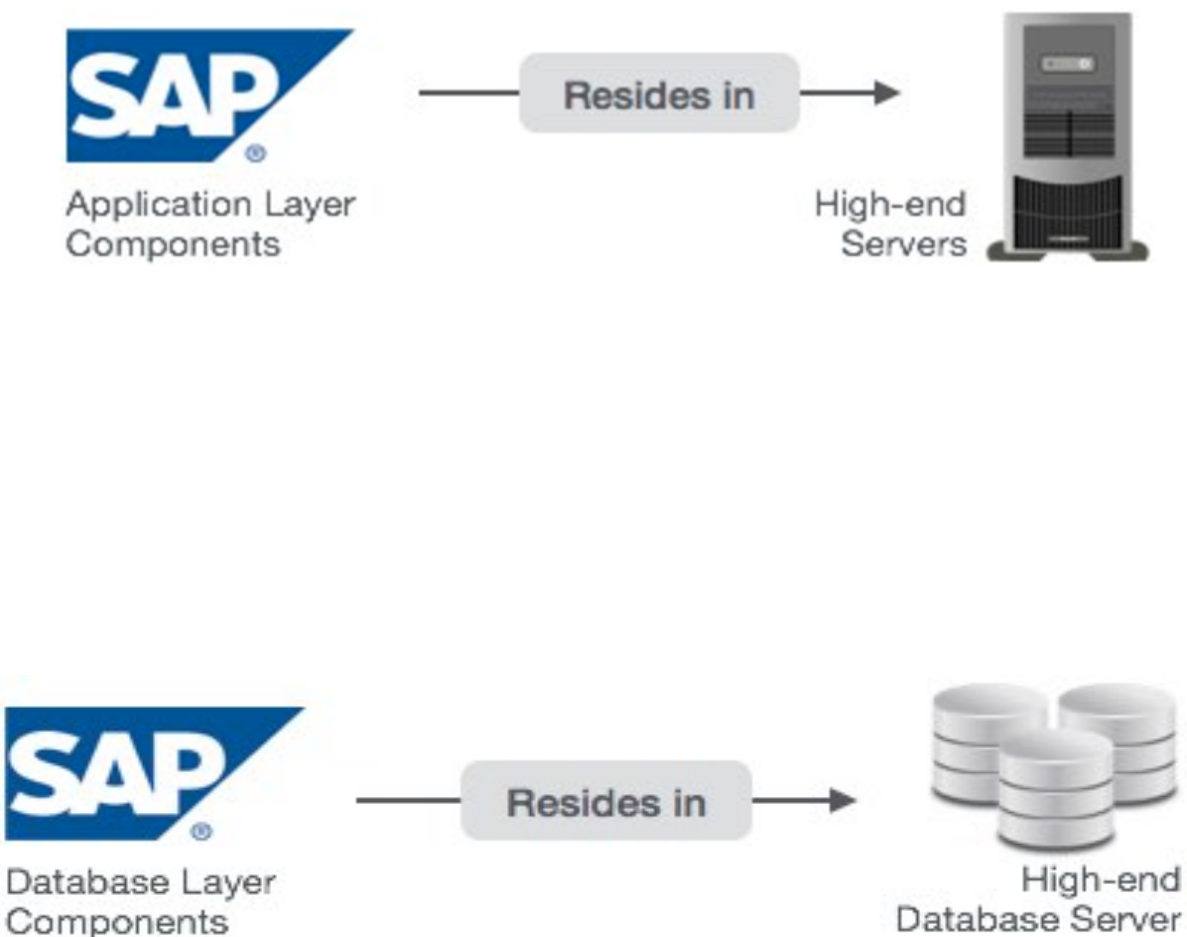 SAP
®
Resides in
Application Layer
Components
High-end
Servers
SAP
®
Resides in
Database Layer
Components
High-end
Database Server